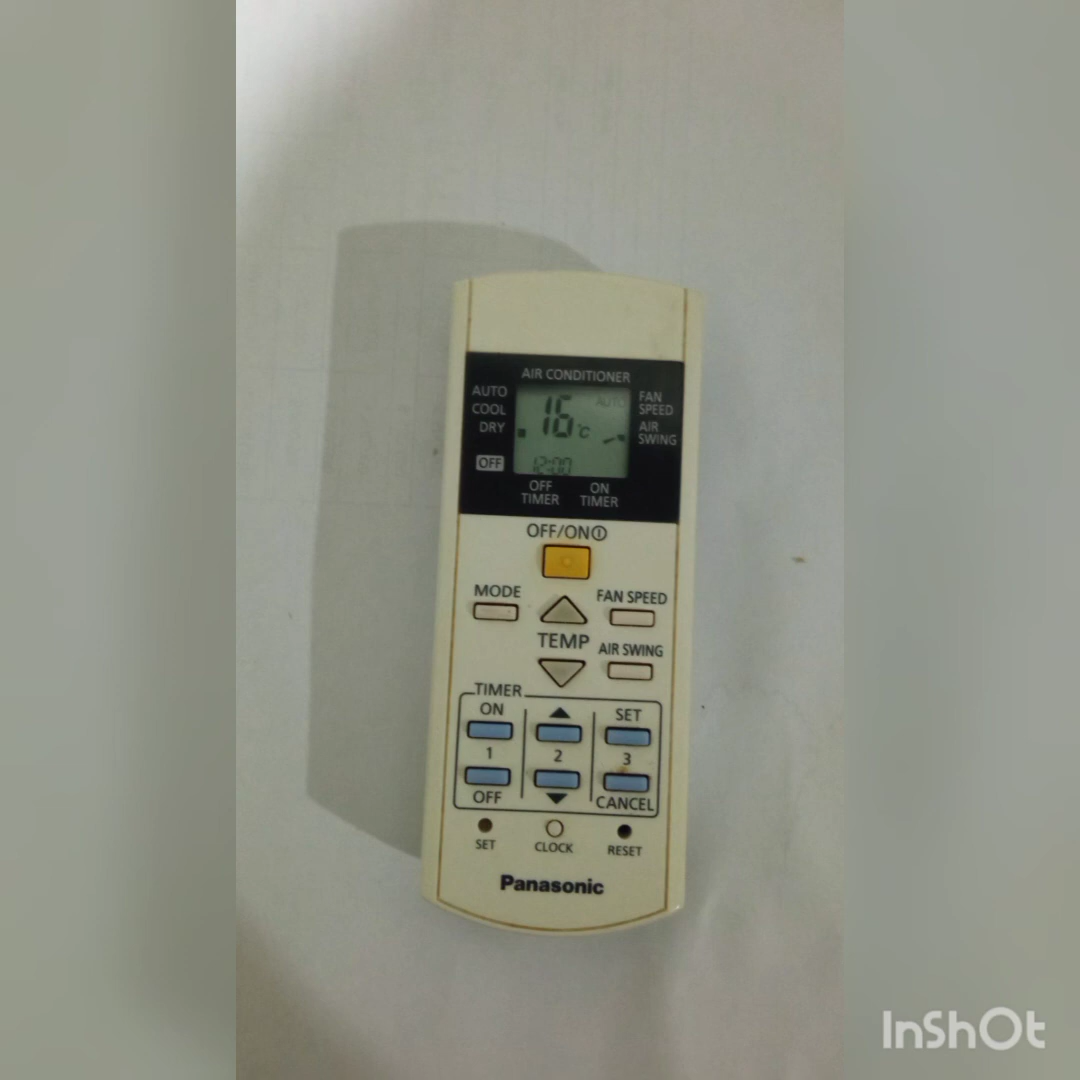 AIR CONDITIONER
AUTO
COOL
DRY
OFF
16°C
AUTO
12:00
FAN
SPEED
AIR
SWING
OFF
TIMER
ON
TIMER
OFF/ON
MODE
FAN SPEED
TEMP
AIR SWING
TIMER
ON
SET
1
2
3
OFF
CANCEL
SET
CLOCK
RESET
Panasonic
InShOt